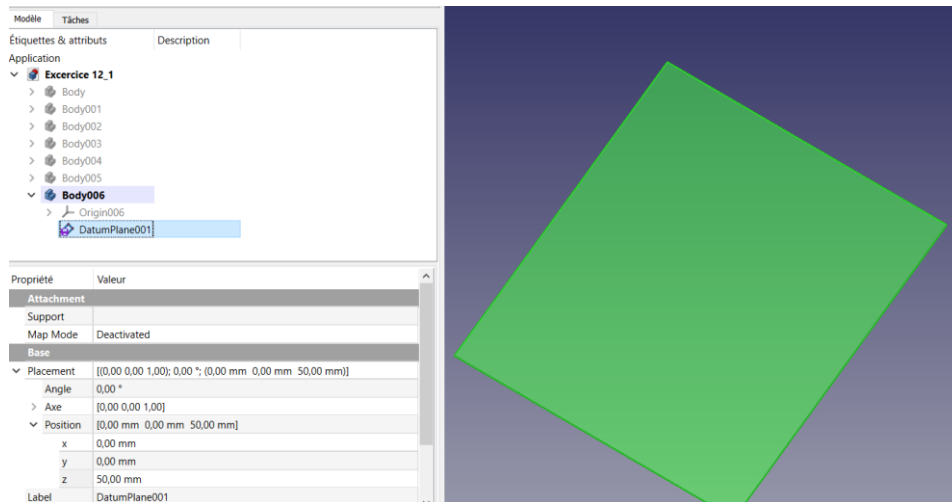 Modèle Tâches
Étiquettes & attributs Description
Application
Excercice 12_1
Body
Body001
Body002
Body003
Body004
Body005
Body006
Origin006
DatumPlane001
Propriété Valeur
Attachment
Support
Map Mode Deactivated
Base
Placement [(0,00 0,00 1,00); 0,00 °; (0,00 mm 0,00 mm 50,00 mm)]
Angle 0,00 °
Axe [0,00 0,00 1,00]
Position [0,00 mm 0,00 mm 50,00 mm]
x 0,00 mm
y 0,00 mm
z 50,00 mm
Label DatumPlane001